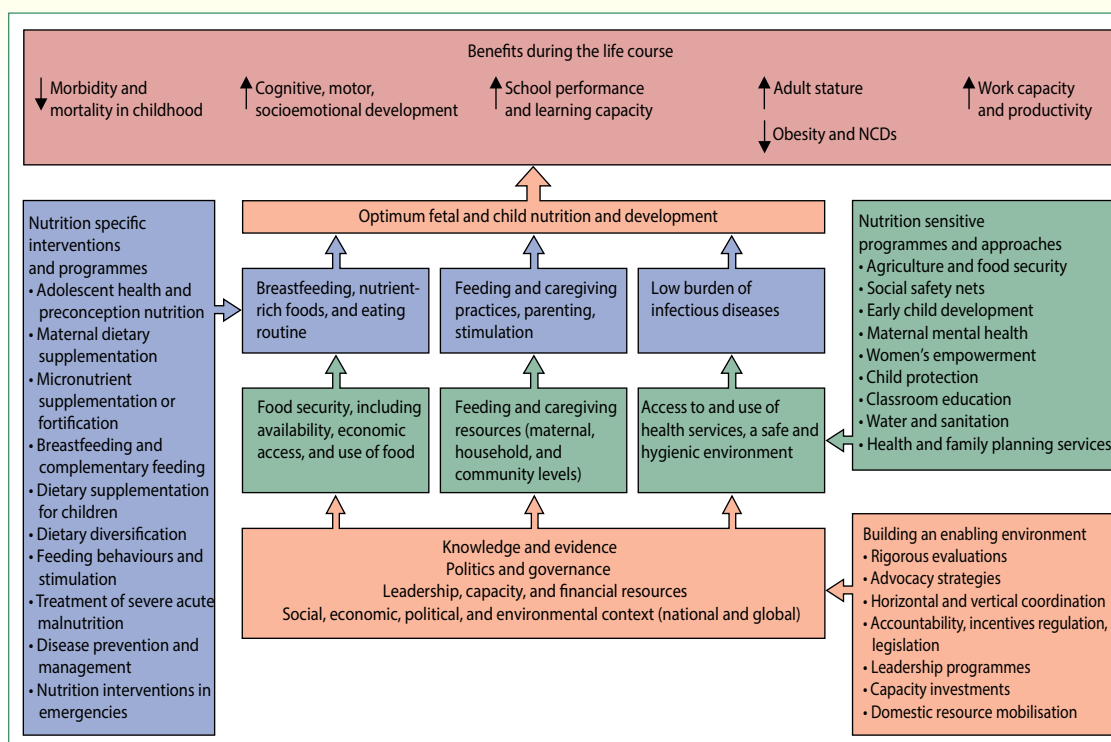 Benefits during the life course
Morbidity and
mortality in childhood
Cognitive, motor,
socioemotional development
School performance
and learning capacity
Adult stature
Obesity and NCDs
Work capacity
and productivity
Nutrition specific
interventions
and programmes
• Adolescent health and
preconception nutrition
• Maternal dietary
supplementation
• Micronutrient
supplementation or
fortification
• Breastfeeding and
complementary feeding
• Dietary supplementation
for children
• Dietary diversification
• Feeding behaviours and
stimulation
• Treatment of severe acute
malnutrition
• Disease prevention and
management
• Nutrition interventions in
emergencies
Optimum fetal and child nutrition and development
Breastfeeding, nutrient-
rich foods, and eating
routine
Feeding and caregiving
practices, parenting,
stimulation
Low burden of
infectious diseases
Food security, including
availability, economic
access, and use of food
Feeding and caregiving
resources (maternal,
household, and
community levels)
Access to and use of
health services, a safe and
hygienic environment
Knowledge and evidence
Politics and governance
Leadership, capacity, and financial resources
Social, economic, political, and environmental context (national and global)
Nutrition sensitive
programmes and approaches
• Agriculture and food security
• Social safety nets
• Early child development
• Maternal mental health
• Women's empowerment
• Child protection
• Classroom education
• Water and sanitation
• Health and family planning services
Building an enabling environment
• Rigorous evaluations
• Advocacy strategies
• Horizontal and vertical coordination
• Accountability, incentives regulation,
legislation
• Leadership programmes
• Capacity investments
• Domestic resource mobilisation